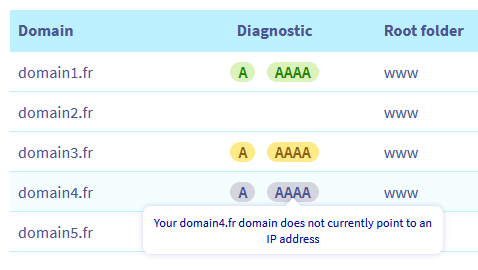 Domain Diagnostic Root folder
domain1.fr A AAAA www
domain2.fr www
domain3.fr A AAAA www
domain4.fr A AAAA www
Your domain4.fr domain does not currently point to an
IP address
domain5.fr